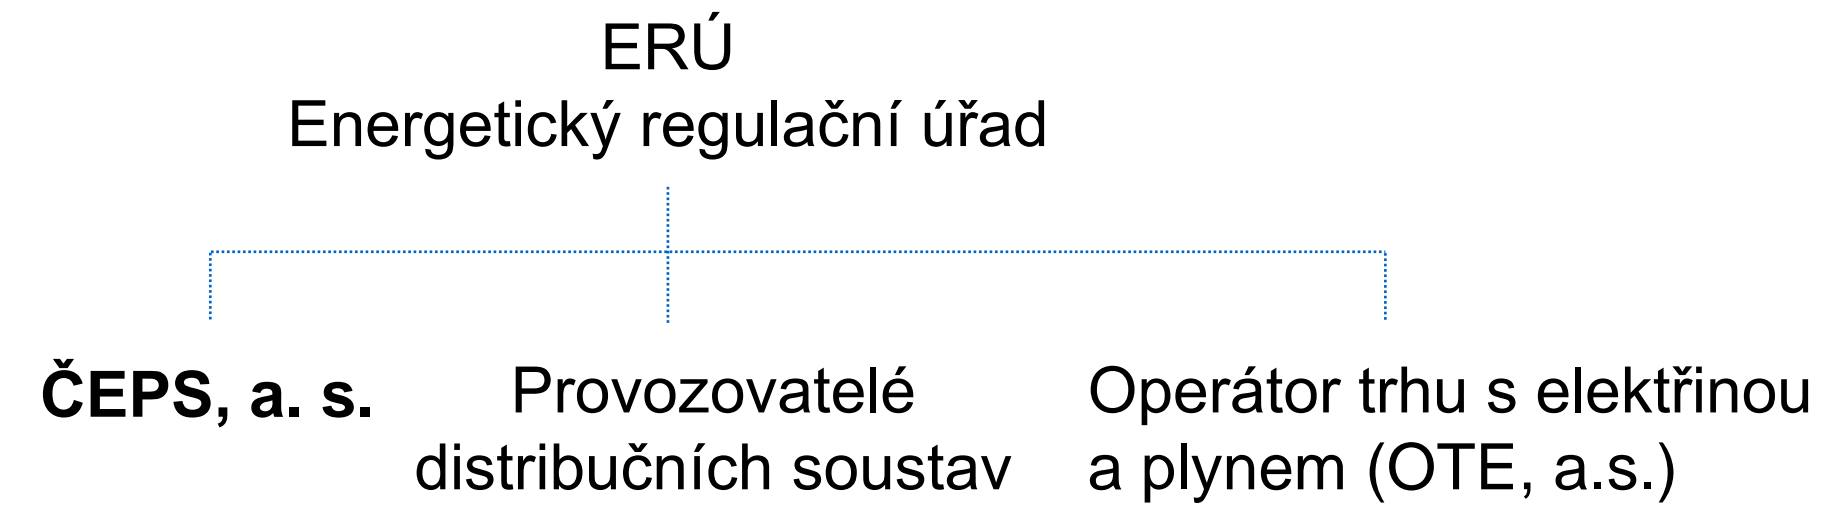 ERÚ
Energetický regulační úřad
ČEPS, a. s.
Provozovatelé
distribučních soustav
Operátor trhu s elektřinou
a plynem (OTE, a.s.)